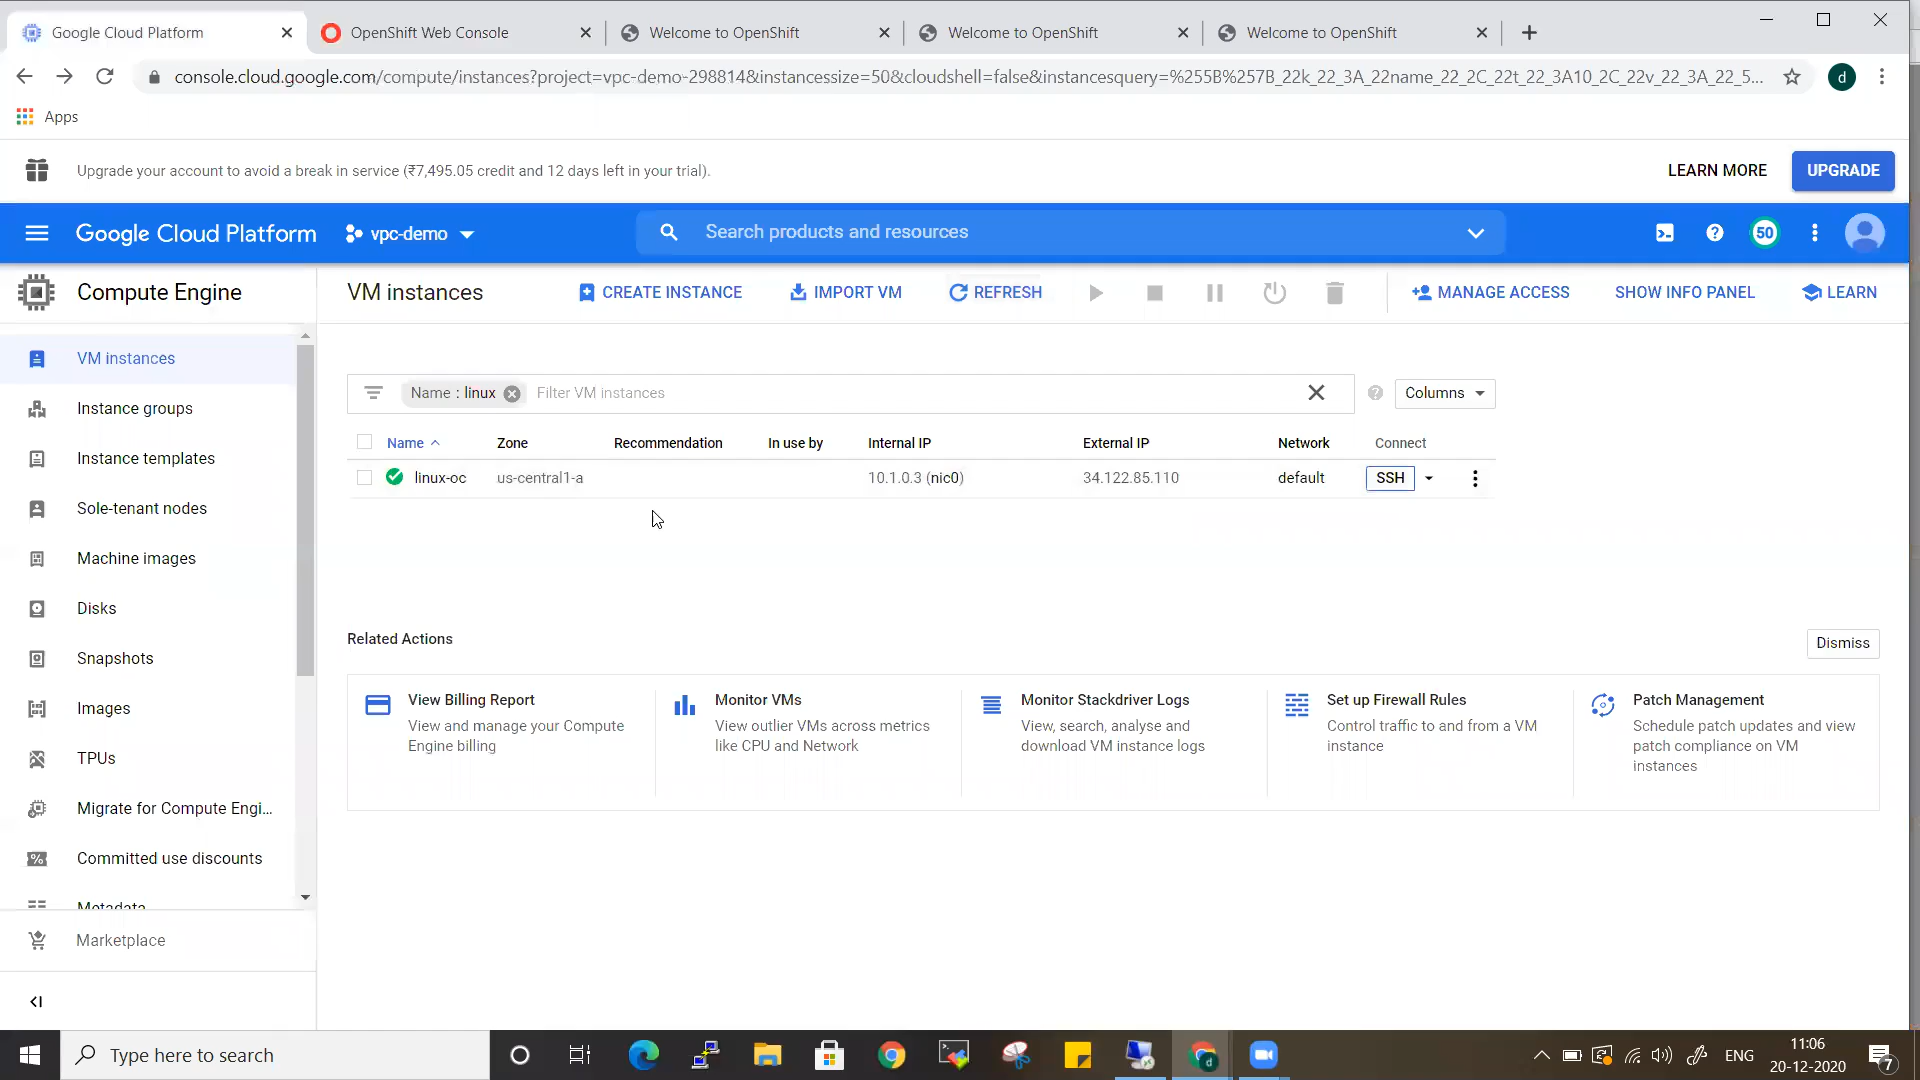 Google Cloud Platform
OpenShift Web Console
Welcome to OpenShift
Welcome to OpenShift
Welcome to OpenShift
console.cloud.google.com/compute/instances?project=vpc-demo-298814&instancessize=50&cloudshell=false&instancesquery=%255B%257B_22k_22_3A_22name_22_2C_22t_22_3A10_2C_22v_22_3A_22_5...
d
Apps
Upgrade your account to avoid a break in service (₹7,495.05 credit and 12 days left in your trial).
LEARN MORE
UPGRADE
Google Cloud Platform
vpc-demo
Search products and resources
50
Compute Engine
VM instances
CREATE INSTANCE
IMPORT VM
REFRESH
MANAGE ACCESS
SHOW INFO PANEL
LEARN
VM instances
Instance groups
Instance templates
Sole-tenant nodes
Machine images
Disks
Snapshots
Images
TPUs
Migrate for Compute Engi...
Committed use discounts
Metadata
Marketplace
Name : linux
Filter VM instances
Columns
Name Zone Recommendation In use by Internal IP External IP Network Connect
linux-oc us-central1-a 10.1.0.3 (nic0) 34.122.85.110 default SSH
Related Actions
Dismiss
View Billing Report
View and manage your Compute
Engine billing
Monitor VMs
View outlier VMs across metrics
like CPU and Network
Monitor Stackdriver Logs
View, search, analyse and
download VM instance logs
Set up Firewall Rules
Control traffic to and from a VM
instance
Patch Management
Schedule patch updates and view
patch compliance on VM
instances
Type here to search
d
ENG
11:06
20-12-2020
7